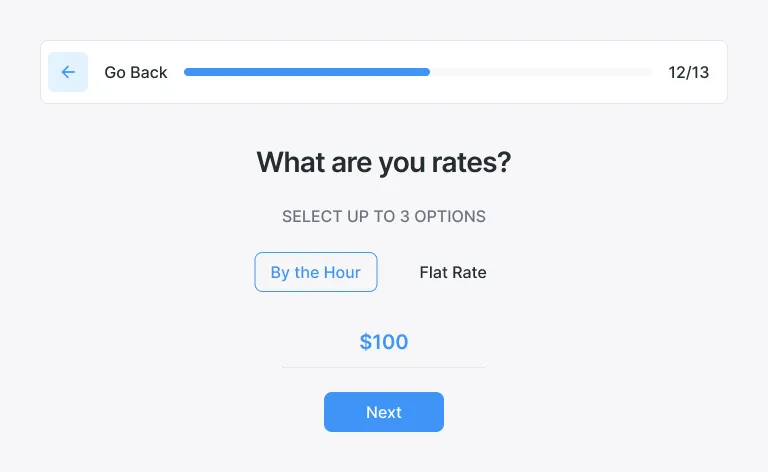 Go Back
12/13
What are you rates?
SELECT UP TO 3 OPTIONS
By the Hour
Flat Rate
$100
Next